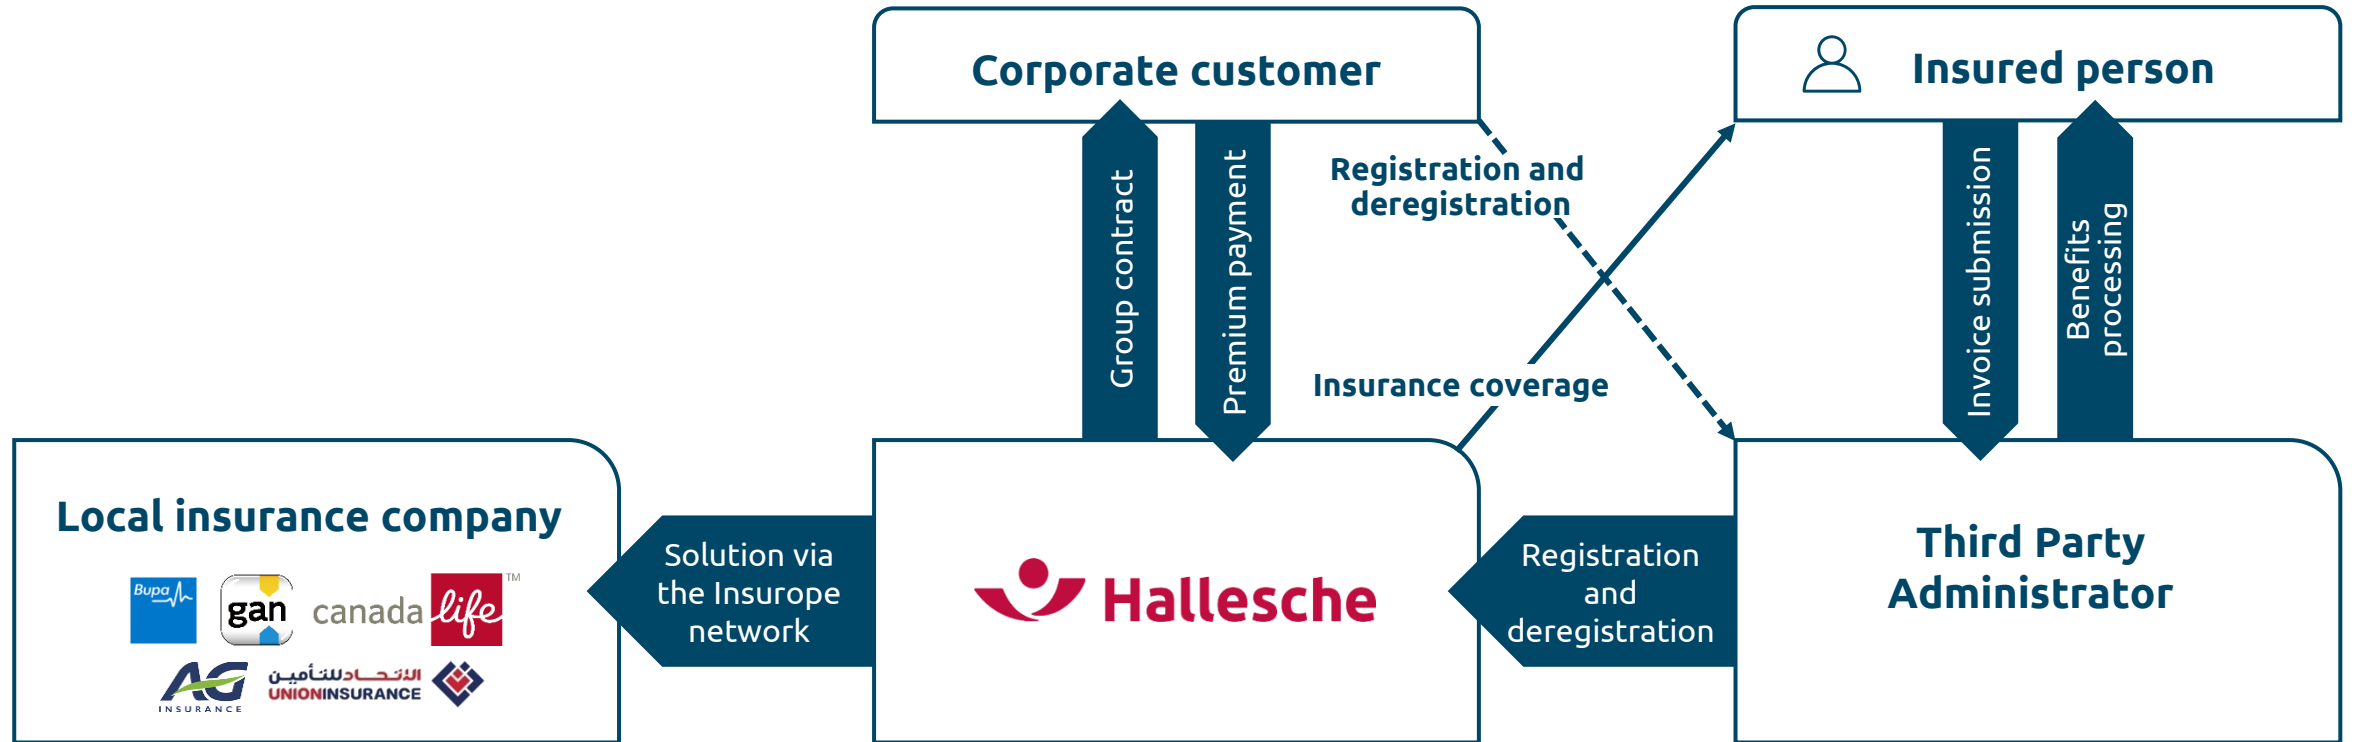 Corporate customer
Insured person
Group contract
Premium payment
Registration and
deregistration
Insurance coverage
Invoice submission
Benefits
processing
Local insurance company
Bupa
gan
canada life™
AG
INSURANCE
الاتحاد للتأمين
UNIONINSURANCE
Solution via
the Insurope
network
Hallesche
Registration
and
deregistration
Third Party
Administrator